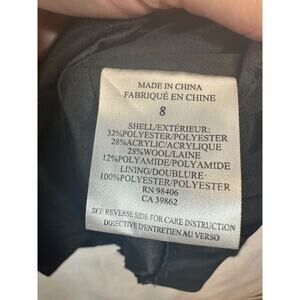 MADE IN CHINA
FABRIQUÉ EN CHINE
8
SHELL/EXTÉRIEUR:
32%POLYESTER/POLYESTER
28%ACRYLIC/ACRYLIQUE
28%WOOL/LAINE
12%POLYAMIDE/POLYAMIDE
LINING/DOUBLURE:
100%POLYESTER/POLYESTER
RN 98406
CA 39862
SEE REVERSE SIDE FOR CARE INSTRUCTION
DIRECTIVE D'ENTRETIEN AU VERSO